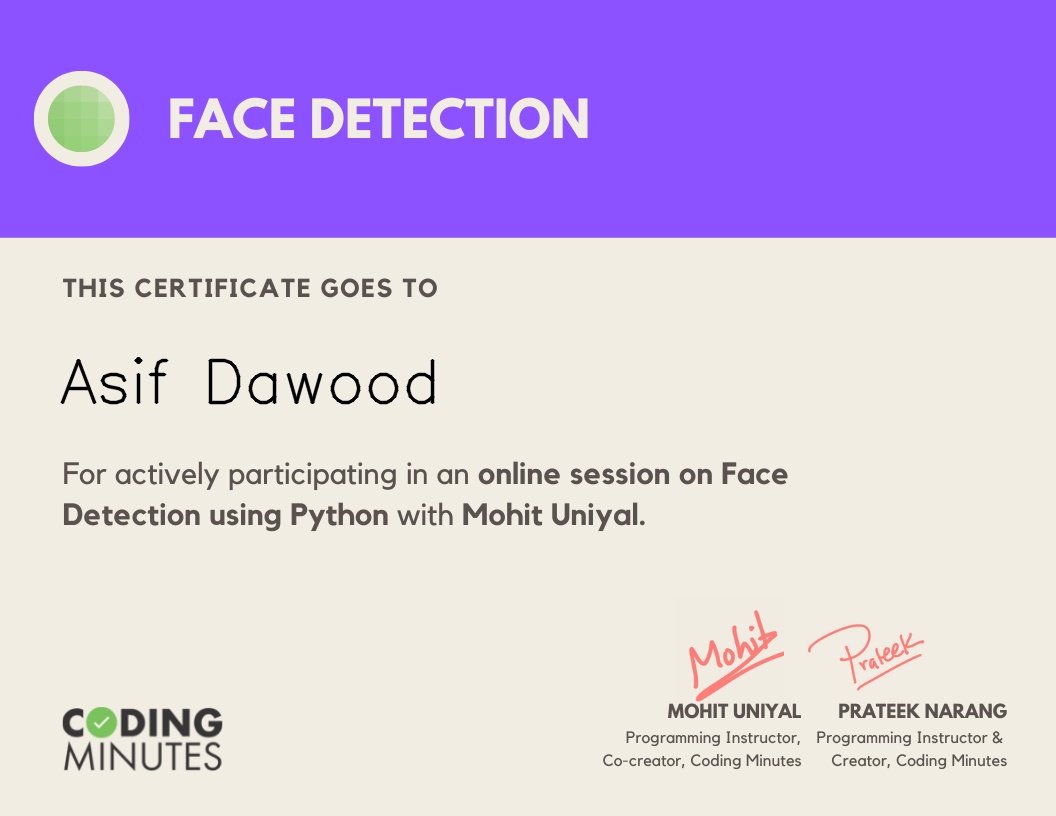 FACE DETECTION
THIS CERTIFICATE GOES TO
Asif Dawood
For actively participating in an online session on Face
Detection using Python with Mohit Uniyal.
Mohit
Prateek
MOHIT UNIYAL
Programming Instructor,
Co-creator, Coding Minutes
PRATEEK NARANG
Programming Instructor &
Creator, Coding Minutes
CODING
MINUTES